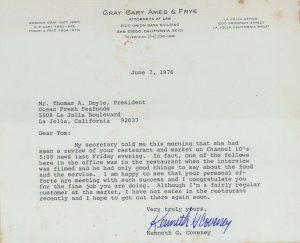 GRAY, CARY, AMES & FRYE
ATTORNEYS AT LAW
SAN DIEGO, CALIFORNIA 92101
LA JOLLA OFFICE
June 7, 1976
Mr. Thomas A. Doyle, President
Ocean Fresh Seafoods
5508 La Jolla Boulevard
La Jolla, California 92037
Dear Tom:
My secretary told me this morning that she had
seen a review of your restaurant and market on Channel 10's
5:00 news last Friday evening. In fact, one of the fellows
here in the office was in the restaurant when the interview
was filmed and he had only good things to say about the food
and the service. I am happy to see that your personal ef-
forts are meeting with such success and I congratulate you
for the fine job you are doing. Although I'm a fairly regular
customer at the market, I have not eaten in the restaurant
recently and I hope to get out there again soon.
Very truly yours,
Kenneth G Coveney
Kenneth G. Coveney